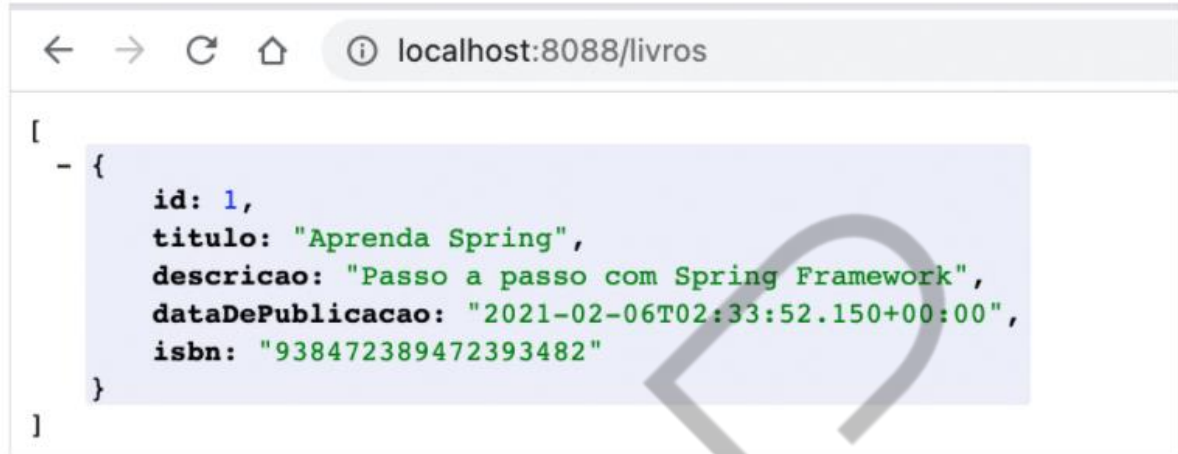 localhost:8088/livros
[
- {
id: 1,
titulo: "Aprenda Spring",
descricao: "Passo a passo com Spring Framework",
dataDePublicacao: "2021-02-06T02:33:52.150+00:00",
isbn: "938472389472393482"
}
]